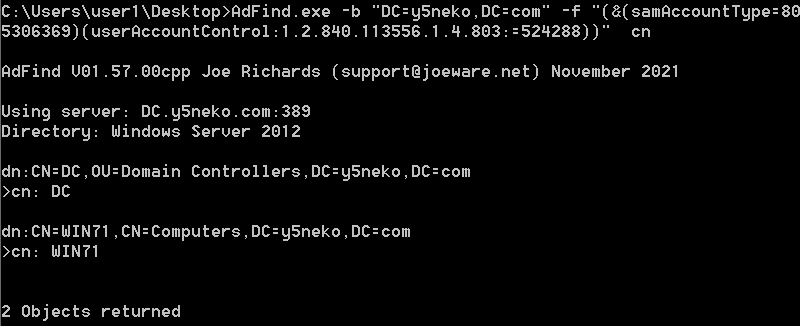 C:\Users\user1\Desktop>AdFind.exe -b "DC=y5neko,DC=com" -f "(&(samAccountType=80
5306369)(userAccountControl:1.2.840.113556.1.4.803:=524288))"  cn
AdFind V01.57.00cpp Joe Richards (support@joeware.net) November 2021
Using server: DC.y5neko.com:389
Directory: Windows Server 2012
dn:CN=DC,OU=Domain Controllers,DC=y5neko,DC=com
>cn: DC
dn:CN=WIN71,CN=Computers,DC=y5neko,DC=com
>cn: WIN71
2 Objects returned